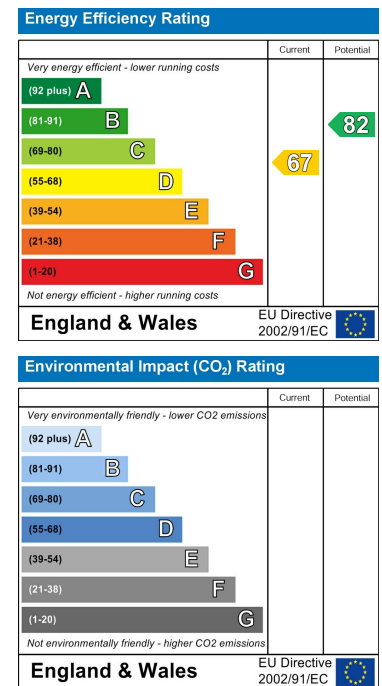 Energy Efficiency Rating
Current Potential
Very energy efficient - lower running costs
(92 plus) A
(81-91) B
82
(69-80) C
67
(55-68) D
(39-54) E
(21-38) F
(1-20) G
Not energy efficient - higher running costs
England & Wales
EU Directive
2002/91/EC
Environmental Impact (CO₂) Rating
Current Potential
Very environmentally friendly - lower CO2 emissions
(92 plus) A
(81-91) B
(69-80) C
(55-68) D
(39-54) E
(21-38) F
(1-20) G
Not environmentally friendly - higher CO2 emissions
England & Wales
EU Directive
2002/91/EC